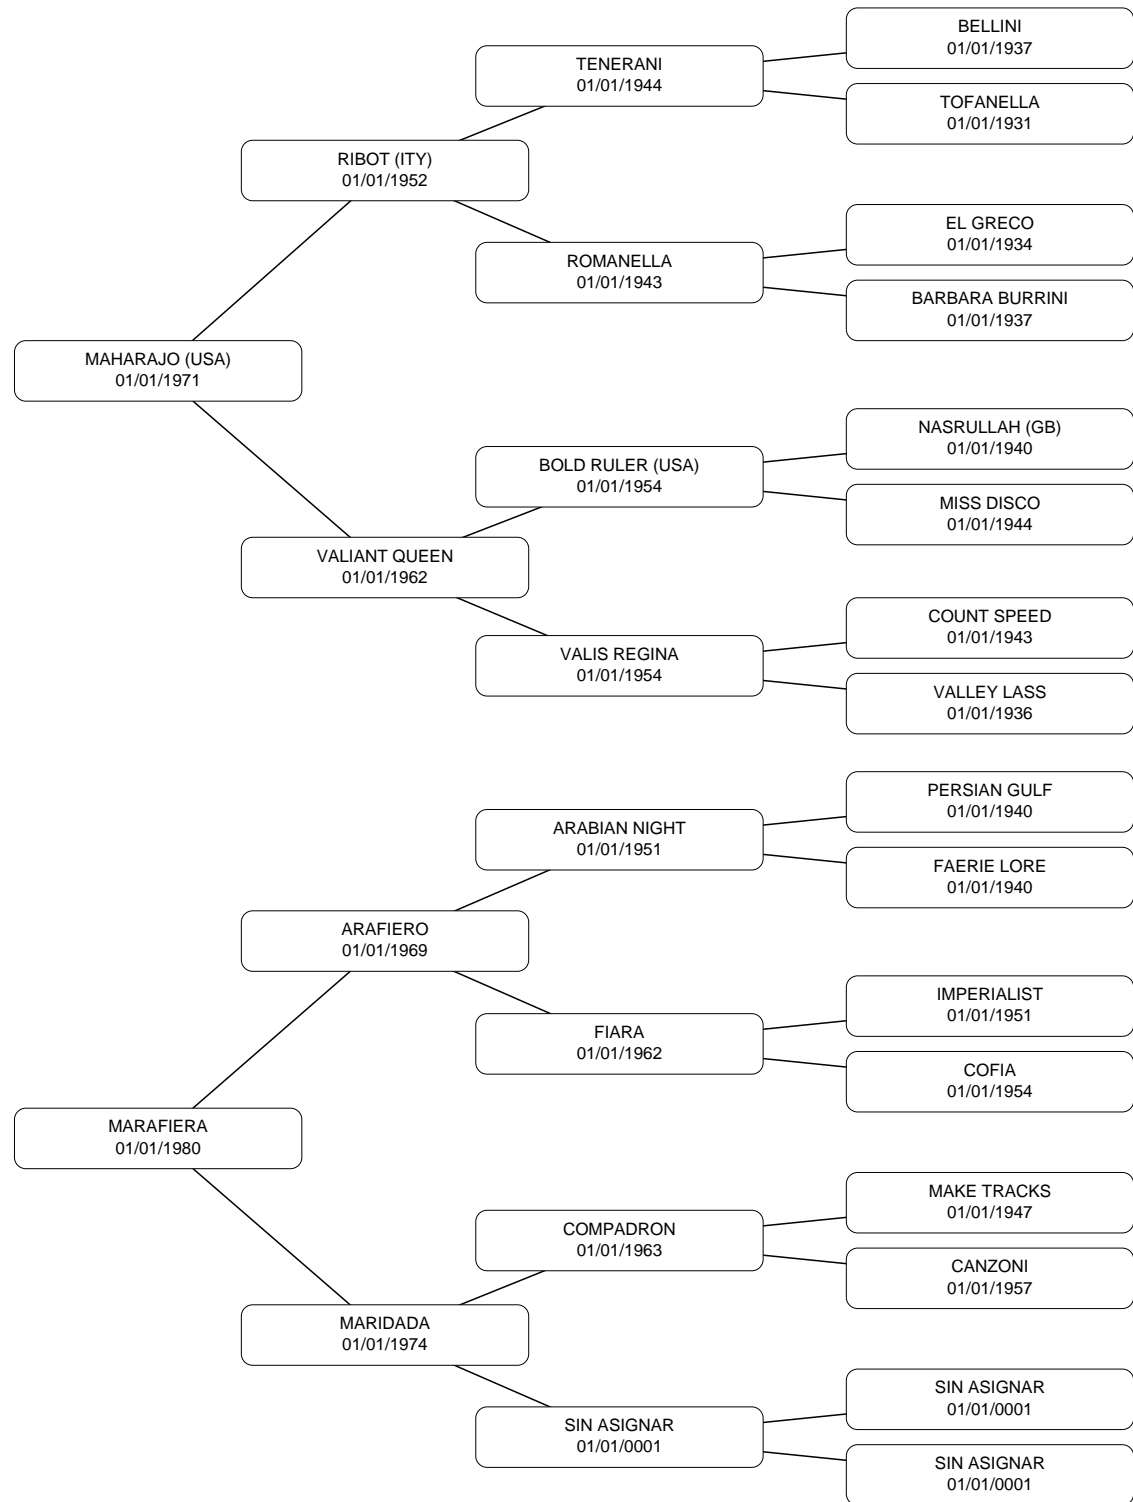 BELLINI
01/01/1937
TENERANI
01/01/1944
TOFANELLA
01/01/1931
RIBOT (ITY)
01/01/1952
EL GRECO
01/01/1934
ROMANELLA
01/01/1943
BARBARA BURRINI
01/01/1937
MAHARAJO (USA)
01/01/1971
NASRULLAH (GB)
01/01/1940
BOLD RULER (USA)
01/01/1954
MISS DISCO
01/01/1944
VALIANT QUEEN
01/01/1962
COUNT SPEED
01/01/1943
VALIS REGINA
01/01/1954
VALLEY LASS
01/01/1936
PERSIAN GULF
01/01/1940
ARABIAN NIGHT
01/01/1951
FAERIE LORE
01/01/1940
ARAFIERO
01/01/1969
IMPERIALIST
01/01/1951
FIARA
01/01/1962
COFIA
01/01/1954
MARAFIERA
01/01/1980
MAKE TRACKS
01/01/1947
COMPADRON
01/01/1963
CANZONI
01/01/1957
MARIDADA
01/01/1974
SIN ASIGNAR
01/01/0001
SIN ASIGNAR
01/01/0001
SIN ASIGNAR
01/01/0001